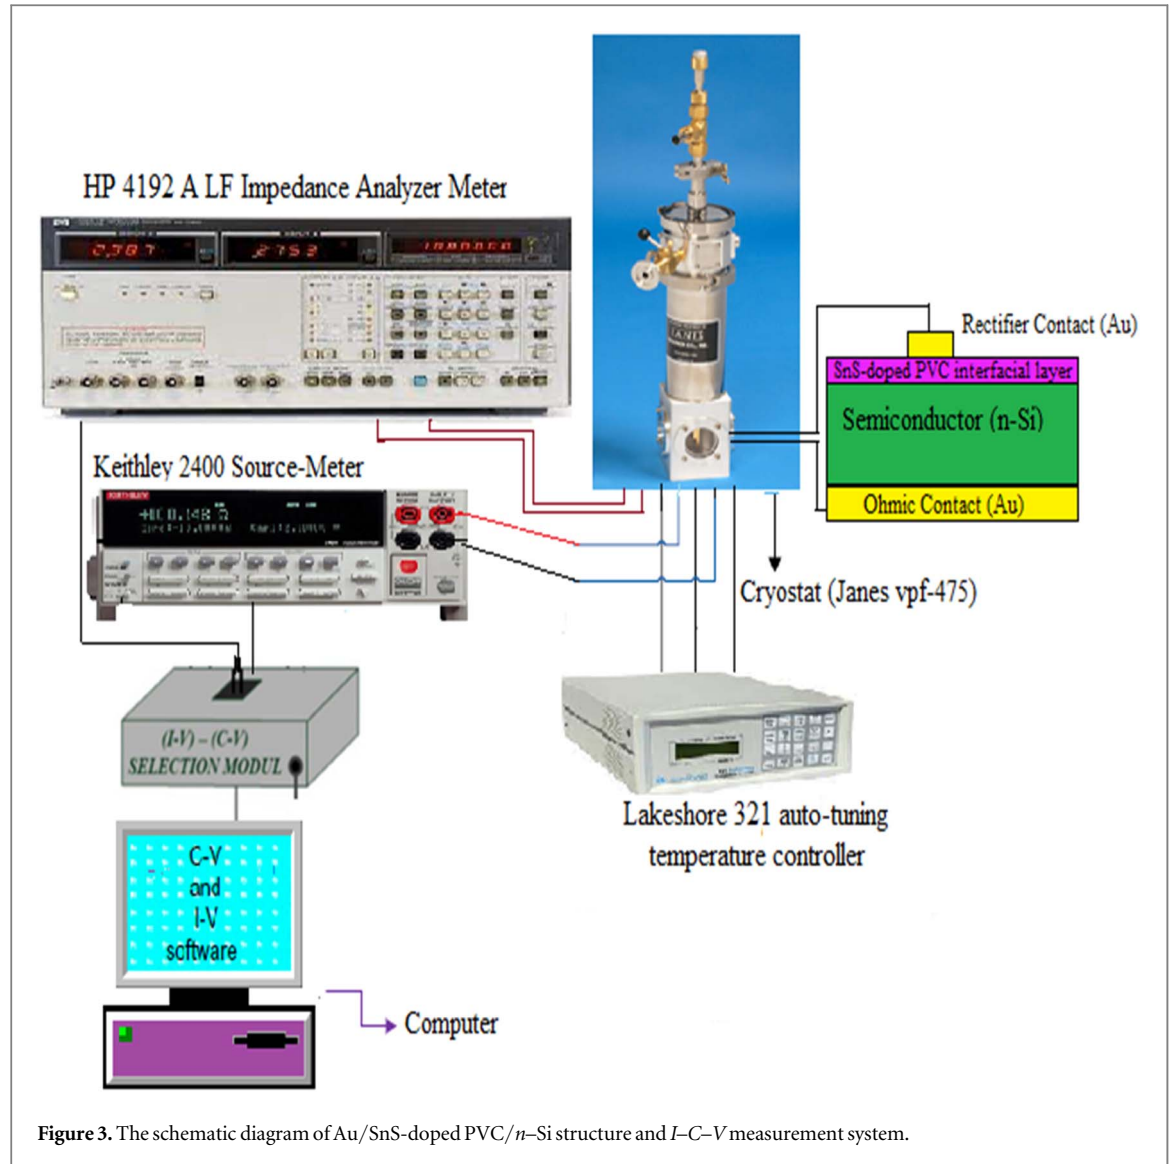 HP 4192 A LF Impedance Analyzer Meter
Rectifier Contact (Au)
SnS-doped PVC interfacial layer
Semiconductor (n-Si)
Ohmic Contact (Au)
Keithley 2400 Source-Meter
KEITHLEY
Cryostat (Janes vpf-475)
(I-V) – (C-V)
SELECTION MODUL
Lakeshore 321 auto-tuning
temperature controller
C-V
and
I-V
software
Computer
Figure 3. The schematic diagram of Au/SnS-doped PVC/n–Si structure and I–C–V measurement system.